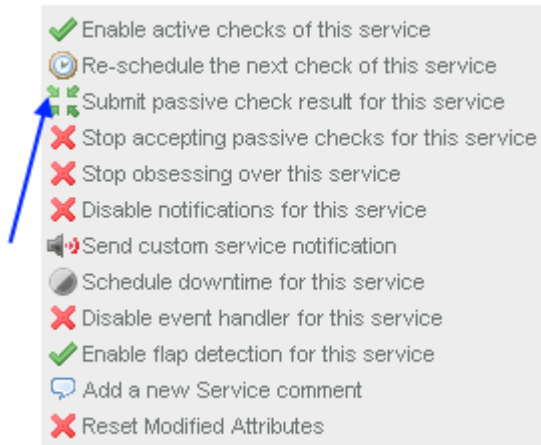 Enable active checks of this service
Re-schedule the next check of this service
Submit passive check result for this service
Stop accepting passive checks for this service
Stop obsessing over this service
Disable notifications for this service
Send custom service notification
Schedule downtime for this service
Disable event handler for this service
Enable flap detection for this service
Add a new Service comment
Reset Modified Attributes